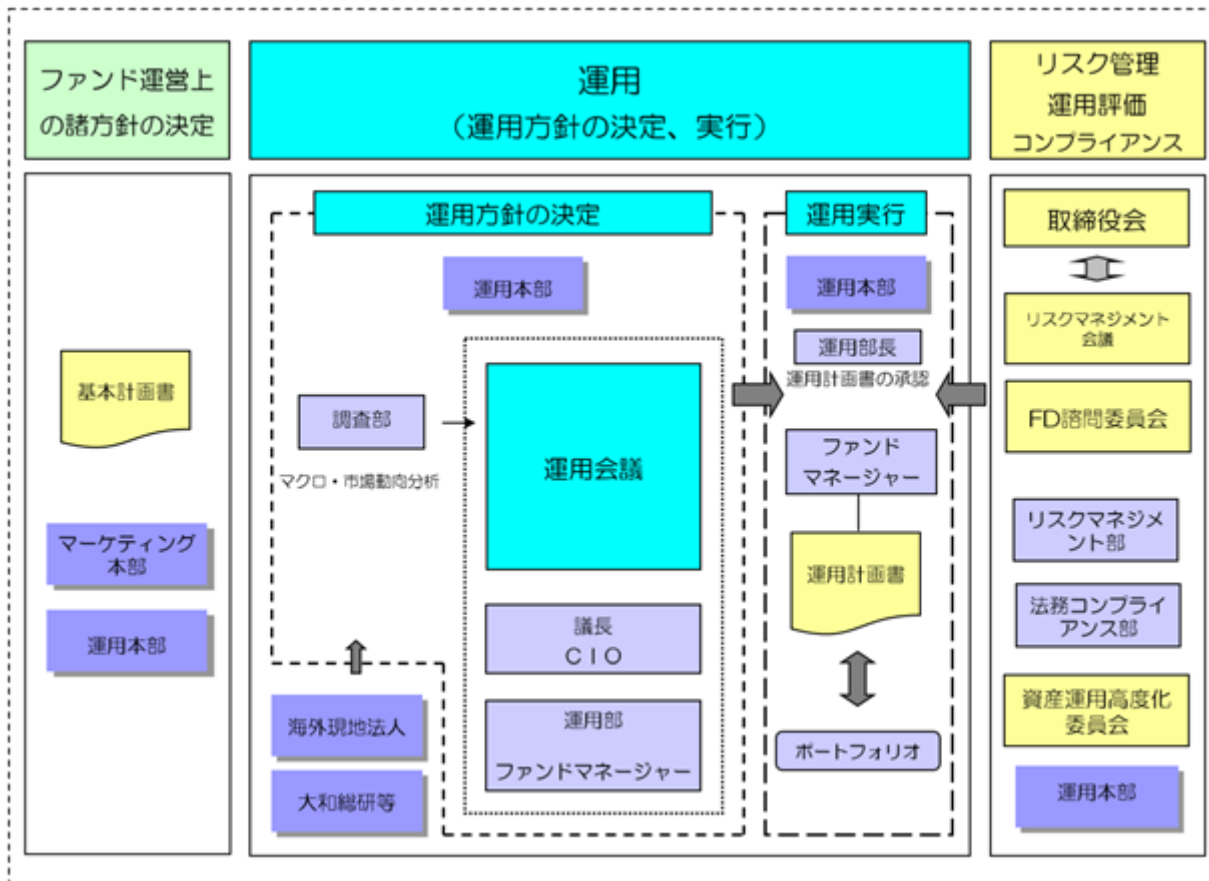 ファンド運営上
の諸方針の決定
運用
（運用方針の決定、実行）
リスク管理
運用評価
コンプライアンス
基本計画書
マーケティング
本部
運用本部
運用方針の決定
運用本部
調査部
マクロ・市場動向分析
運用会議
議長
ＣＩＯ
運用部
ファンドマネージャー
海外現地法人
大和総研等
運用実行
運用本部
運用部長
運用計画書の承認
ファンド
マネージャー
運用計画書
ポートフォリオ
取締役会
リスクマネジメント
会議
FD諮問委員会
リスクマネジメ
ント部
法務コンプライ
アンス部
資産運用高度化
委員会
運用本部